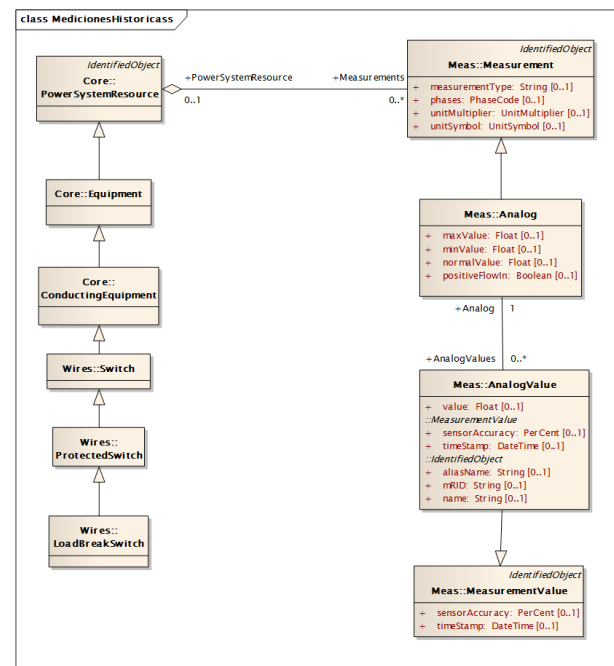 class MedicionesHistoricass
IdentifiedObject
Core::
PowerSystemResource
+PowerSystemResource
0..1
+Measurements
0..*
IdentifiedObject
Meas::Measurement
+ measurementType: String [0..1]
+ phases: PhaseCode [0..1]
+ unitMultiplier: UnitMultiplier [0..1]
+ unitSymbol: UnitSymbol [0..1]
Core::Equipment
Core::
ConductingEquipment
Wires::Switch
Wires::
ProtectedSwitch
Wires::
LoadBreakSwitch
Meas::Analog
+ maxValue: Float [0..1]
+ minValue: Float [0..1]
+ normalValue: Float [0..1]
+ positiveFlowIn: Boolean [0..1]
+Analog 1
+AnalogValues 0..*
Meas::AnalogValue
+ value: Float [0..1]
::MeasurementValue
+ sensorAccuracy: PerCent [0..1]
+ timeStamp: DateTime [0..1]
::IdentifiedObject
+ aliasName: String [0..1]
+ mRID: String [0..1]
+ name: String [0..1]
IdentifiedObject
Meas::MeasurementValue
+ sensorAccuracy: PerCent [0..1]
+ timeStamp: DateTime [0..1]